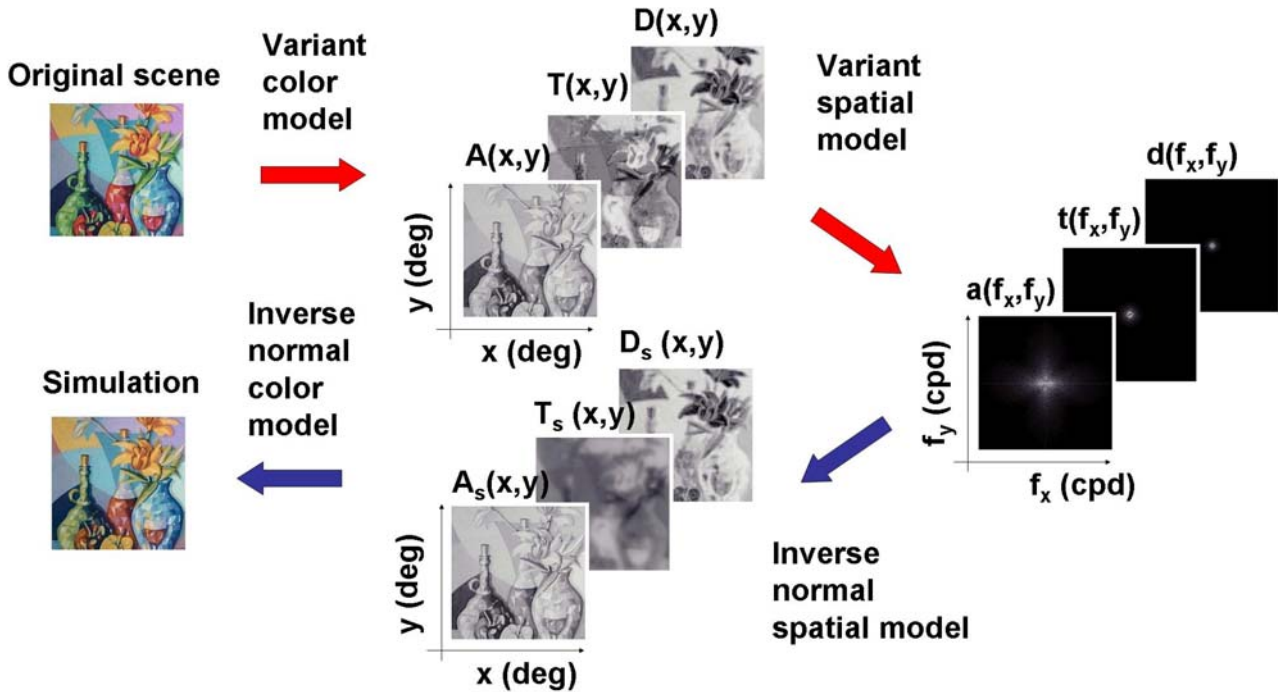 Original scene
Variant
color
model
D(x,y)
T(x,y)
A(x,y)
y (deg)
x (deg)
Variant
spatial
model
d(fx,fy)
t(fx,fy)
a(fx,fy)
fy (cpd)
fx (cpd)
Inverse
normal
spatial model
Ds (x,y)
Ts (x,y)
As(x,y)
y (deg)
x (deg)
Inverse
normal
color
model
Simulation